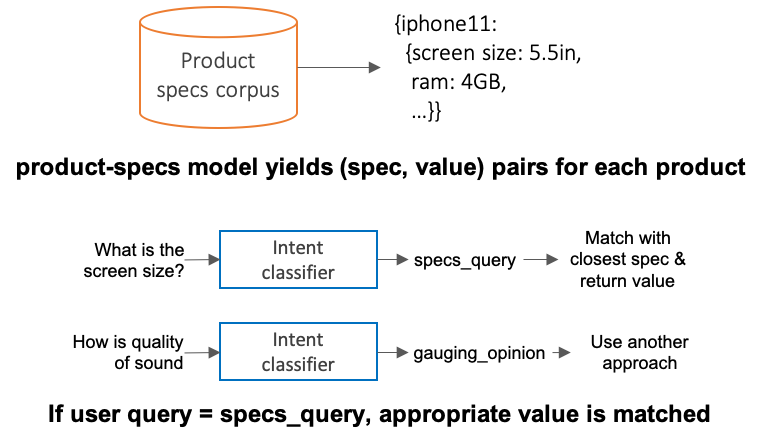 Product
specs corpus
{iphone11:
{screen size: 5.5in,
ram: 4GB,
...}}
product-specs model yields (spec, value) pairs for each product
What is the
screen size?
Intent
classifier
specs_query
Match with
closest spec &
return value
How is quality
of sound
Intent
classifier
gauging_opinion
Use another
approach
If user query = specs_query, appropriate value is matched